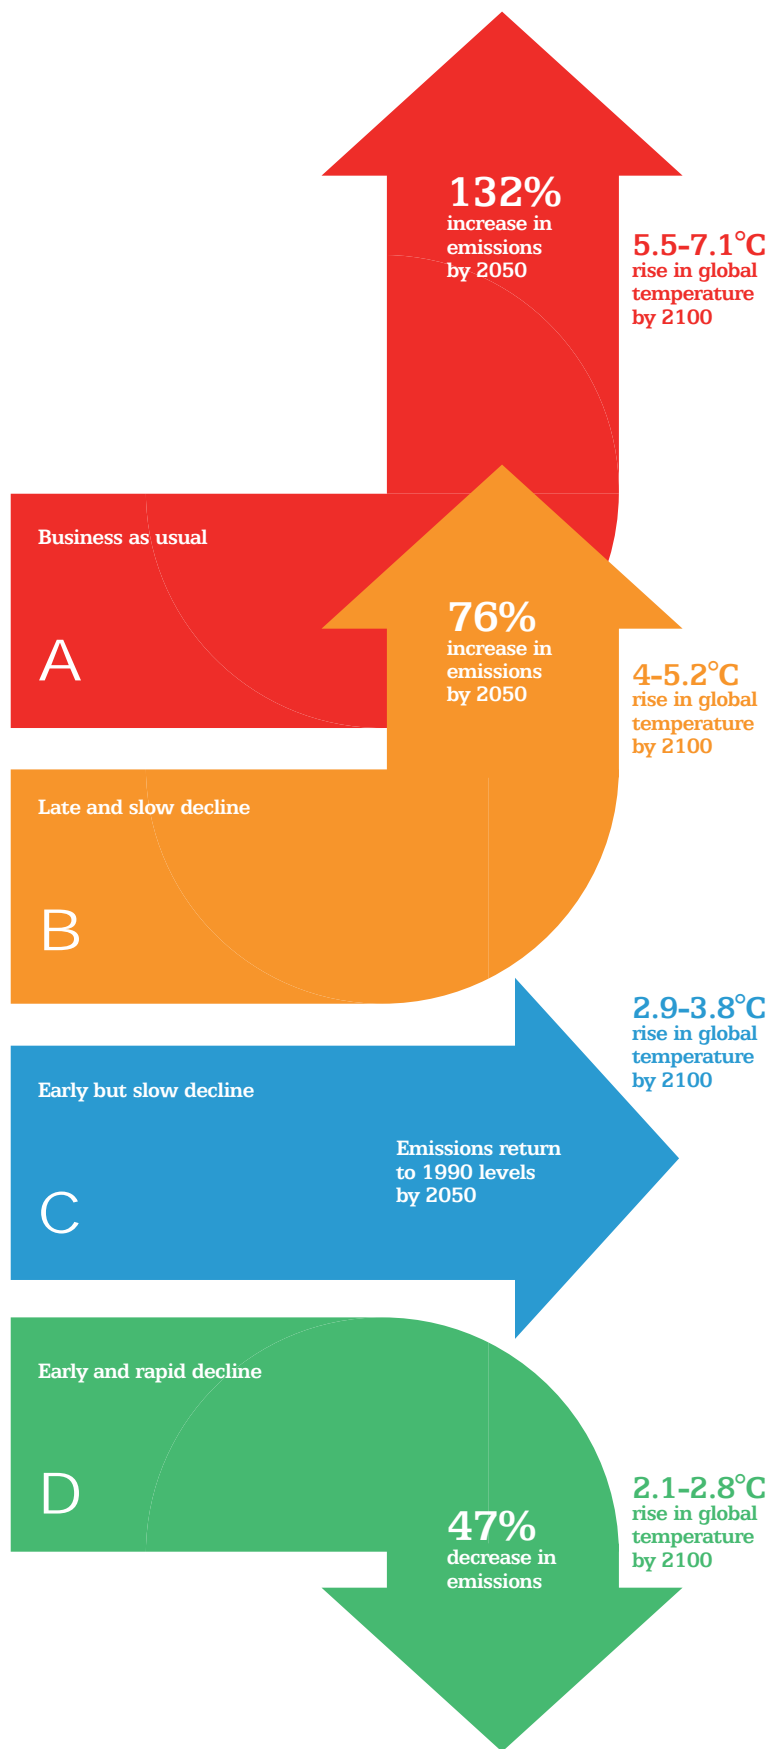 132%
increase in
emissions
by 2050
5.5-7.1°C
rise in global
temperature
by 2100
Business as usual
A
76%
increase in
emissions
by 2050
4-5.2°C
rise in global
temperature
by 2100
Late and slow decline
B
2.9-3.8°C
rise in global
temperature
by 2100
Early but slow decline
Emissions return
to 1990 levels
by 2050
C
Early and rapid decline
D
47%
decrease in
emissions
2.1-2.8°C
rise in global
temperature
by 2100